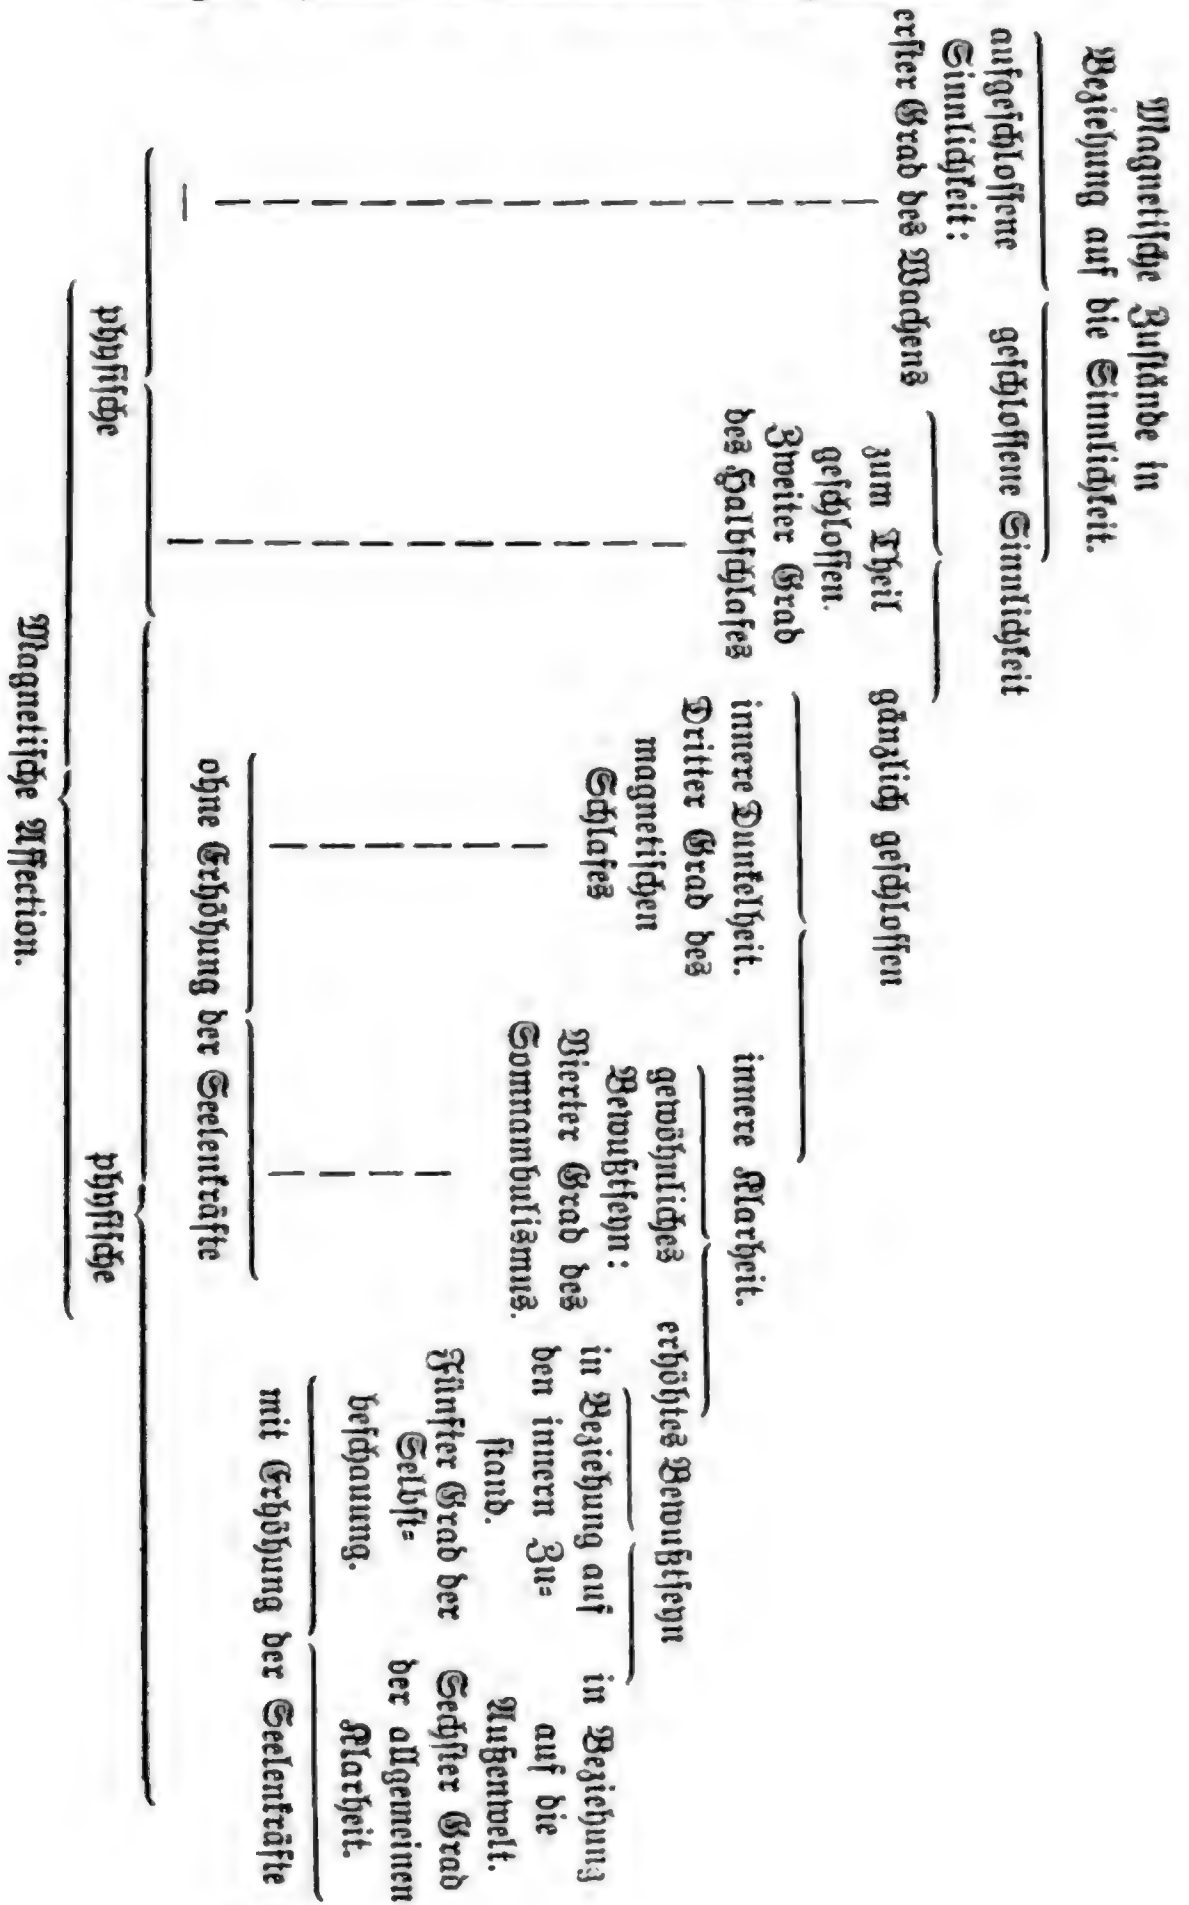 Magnetische Zustände in
Beziehung auf die Sinnlichkeit.
aufgeschlossene
Sinnlichkeit:
erster Grad des Wachens
geschlossene Sinnlichkeit
zum Theil
geschlossen.
Zweiter Grad
des Halbschlafes
gänzlich geschlossen
innere Dunkelheit.
Dritter Grad des
magnetischen
Schlafes
innere Klarheit.
gewöhnliches
Bewußtseyn:
Vierter Grad des
Somnambulismus.
erhöhtes Bewußtseyn
in Beziehung auf
den innern Zu=
stand.
Fünfter Grad der
Selbst=
beschauung.
in Beziehung
auf die
Außenwelt.
Sechster Grad
der allgemeinen
Klarheit.
ohne Erhöhung der Seelenkräfte
mit Erhöhung der Seelenkräfte
physische
physische
Magnetische Affection.